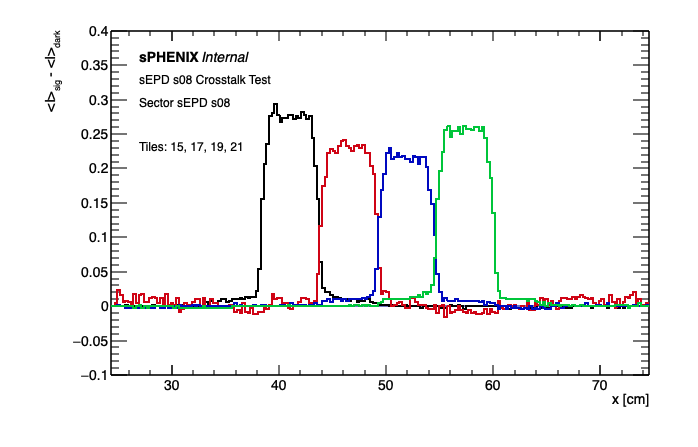 <I>sig - <I>dark
0.4
0.35
0.3
0.25
0.2
0.15
0.1
0.05
0
−0.05
−0.1
sPHENIX Internal
sEPD s08 Crosstalk Test
Sector sEPD s08
Tiles: 15, 17, 19, 21
30 40 50 60 70
x [cm]